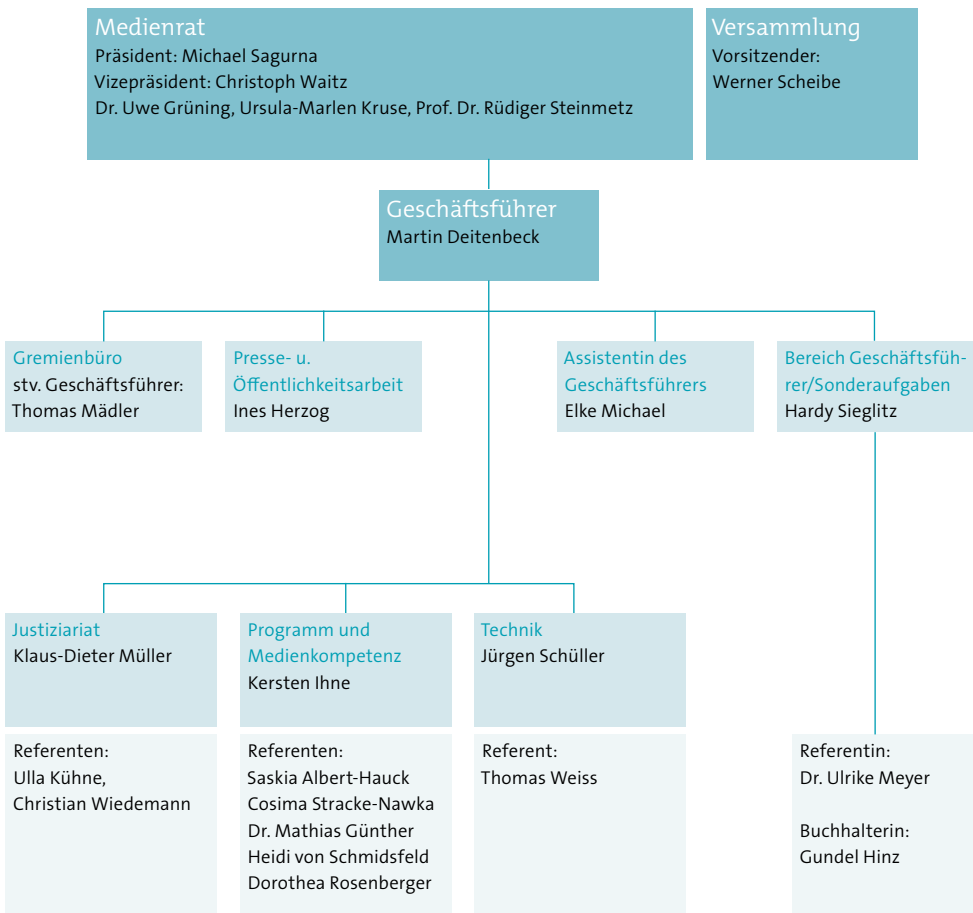 Medienrat
Präsident: Michael Sagurna
Vizepräsident: Christoph Waitz
Dr. Uwe Grüning, Ursula-Marlen Kruse, Prof. Dr. Rüdiger Steinmetz
Versammlung
Vorsitzender:
Werner Scheibe
Geschäftsführer
Martin Deitenbeck
Gremienbüro
stv. Geschäftsführer:
Thomas Mädler
Presse- u.
Öffentlichkeitsarbeit
Ines Herzog
Assistentin des
Geschäftsführers
Elke Michael
Bereich Geschäftsfüh-
rer/Sonderaufgaben
Hardy Sieglitz
Justiziariat
Klaus-Dieter Müller
Programm und
Medienkompetenz
Kersten Ihne
Technik
Jürgen Schüller
Referenten:
Ulla Kühne,
Christian Wiedemann
Referenten:
Saskia Albert-Hauck
Cosima Stracke-Nawka
Dr. Mathias Günther
Heidi von Schmidsfeld
Dorothea Rosenberger
Referent:
Thomas Weiss
Referentin:
Dr. Ulrike Meyer
Buchhalterin:
Gundel Hinz